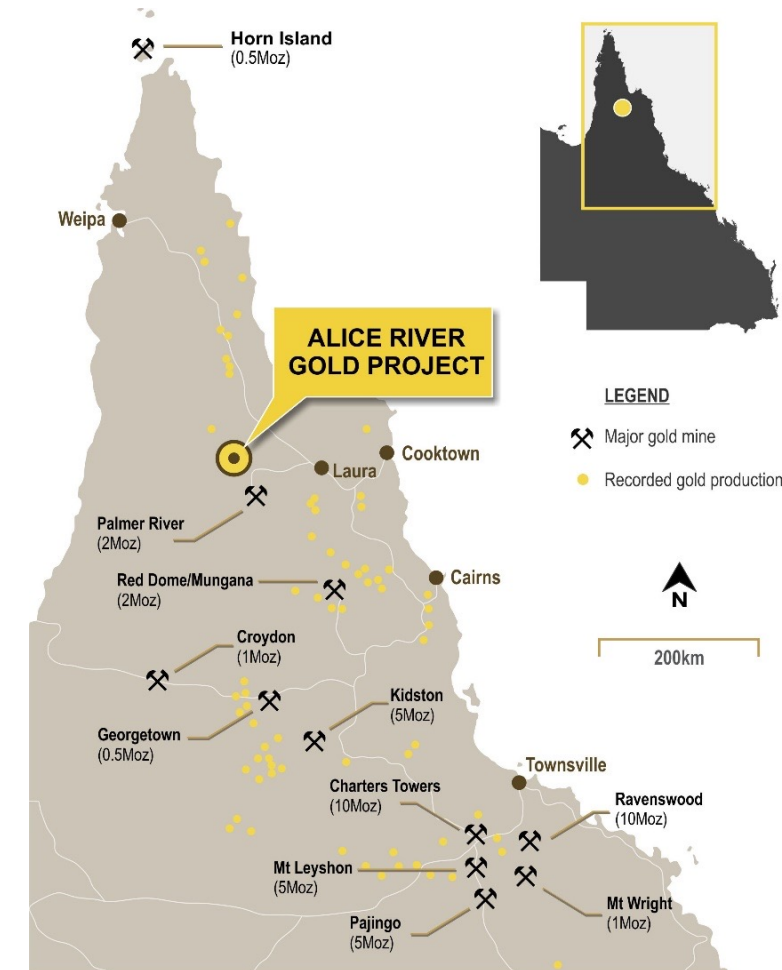 Horn Island
(0.5Moz)
Weipa
ALICE RIVER
GOLD PROJECT
LEGEND
Major gold mine
Recorded gold production
Cooktown
Laura
Palmer River
(2Moz)
Red Dome/Mungana
(2Moz)
Cairns
N
200km
Croydon
(1Moz)
Georgetown
(0.5Moz)
Kidston
(5Moz)
Townsville
Charters Towers
(10Moz)
Ravenswood
(10Moz)
Mt Leyshon
(5Moz)
Mt Wright
(1Moz)
Pajingo
(5Moz)